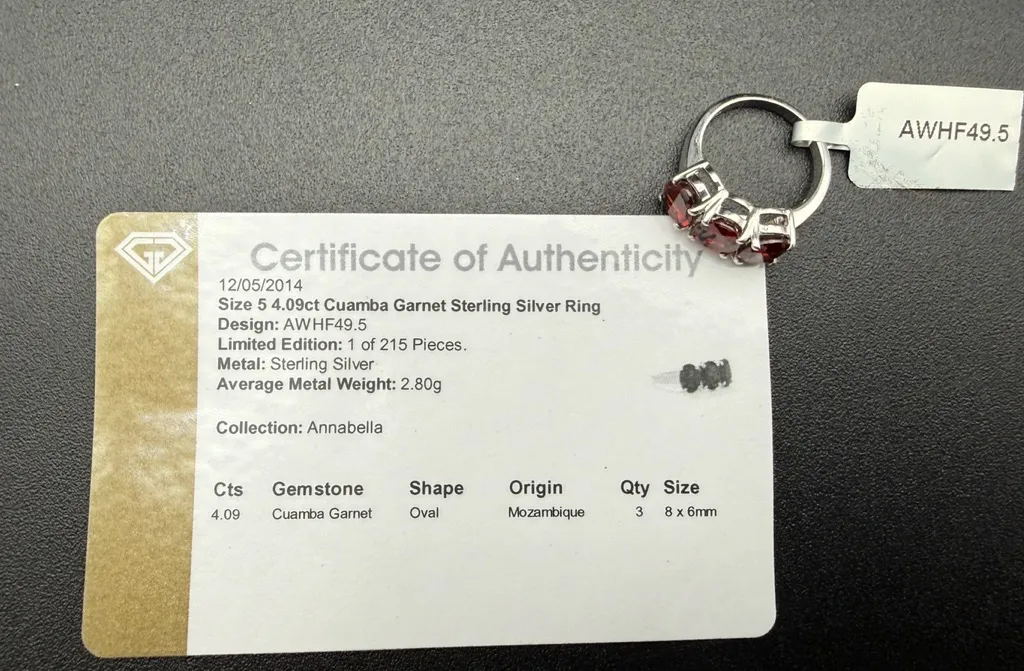 AWHF49.5
Certificate of Authenticity
12/05/2014
Size 5 4.09ct Cuamba Garnet Sterling Silver Ring
Design: AWHF49.5
Limited Edition: 1 of 215 Pieces.
Metal: Sterling Silver
Average Metal Weight: 2.80g
Collection: Annabella
Cts Gemstone Shape Origin Qty Size
4.09 Cuamba Garnet Oval Mozambique 3 8 x 6mm